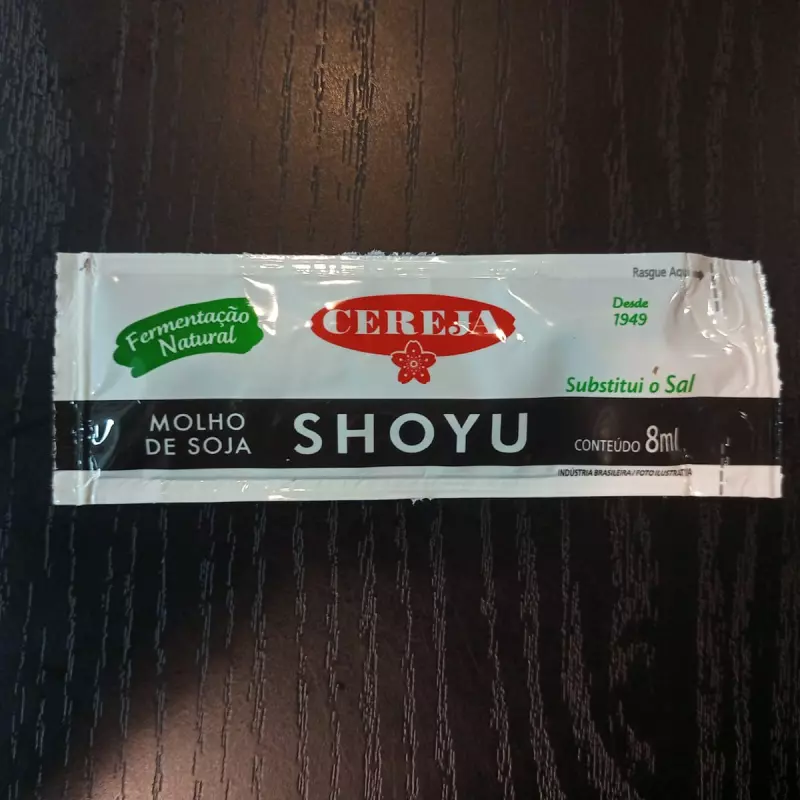 Rasgue Aqui
Fermentação
Natural
CEREJA
Desde
1949
Substitui o Sal
MOLHO
DE SOJA
SHOYU
CONTEÚDO 8ml
INDÚSTRIA BRASILEIRA / FOTO ILUSTRATIVA